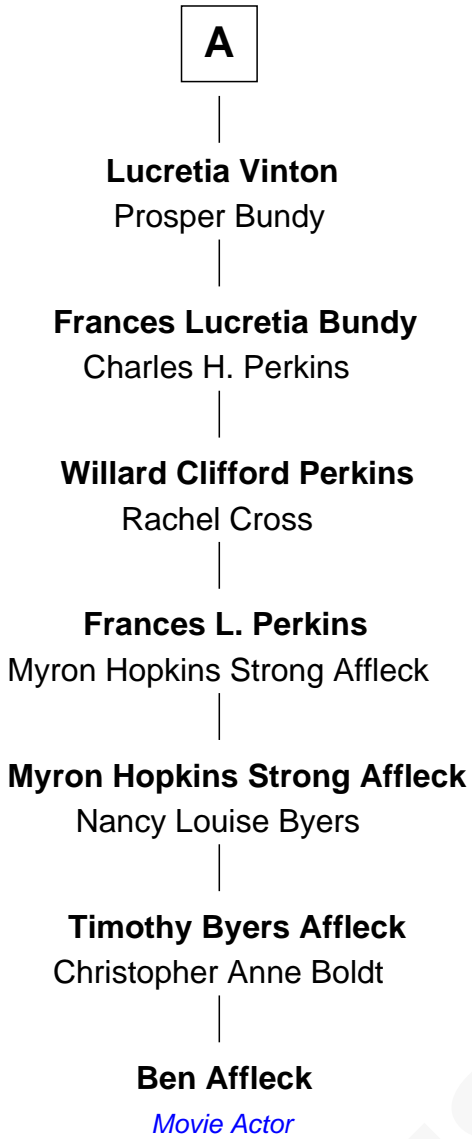 A
Lucretia Vinton
Prosper Bundy
Frances Lucretia Bundy
Charles H. Perkins
Willard Clifford Perkins
Rachel Cross
Frances L. Perkins
Myron Hopkins Strong Affleck
Myron Hopkins Strong Affleck
Nancy Louise Byers
Timothy Byers Affleck
Christopher Anne Boldt
Ben Affleck
Movie Actor